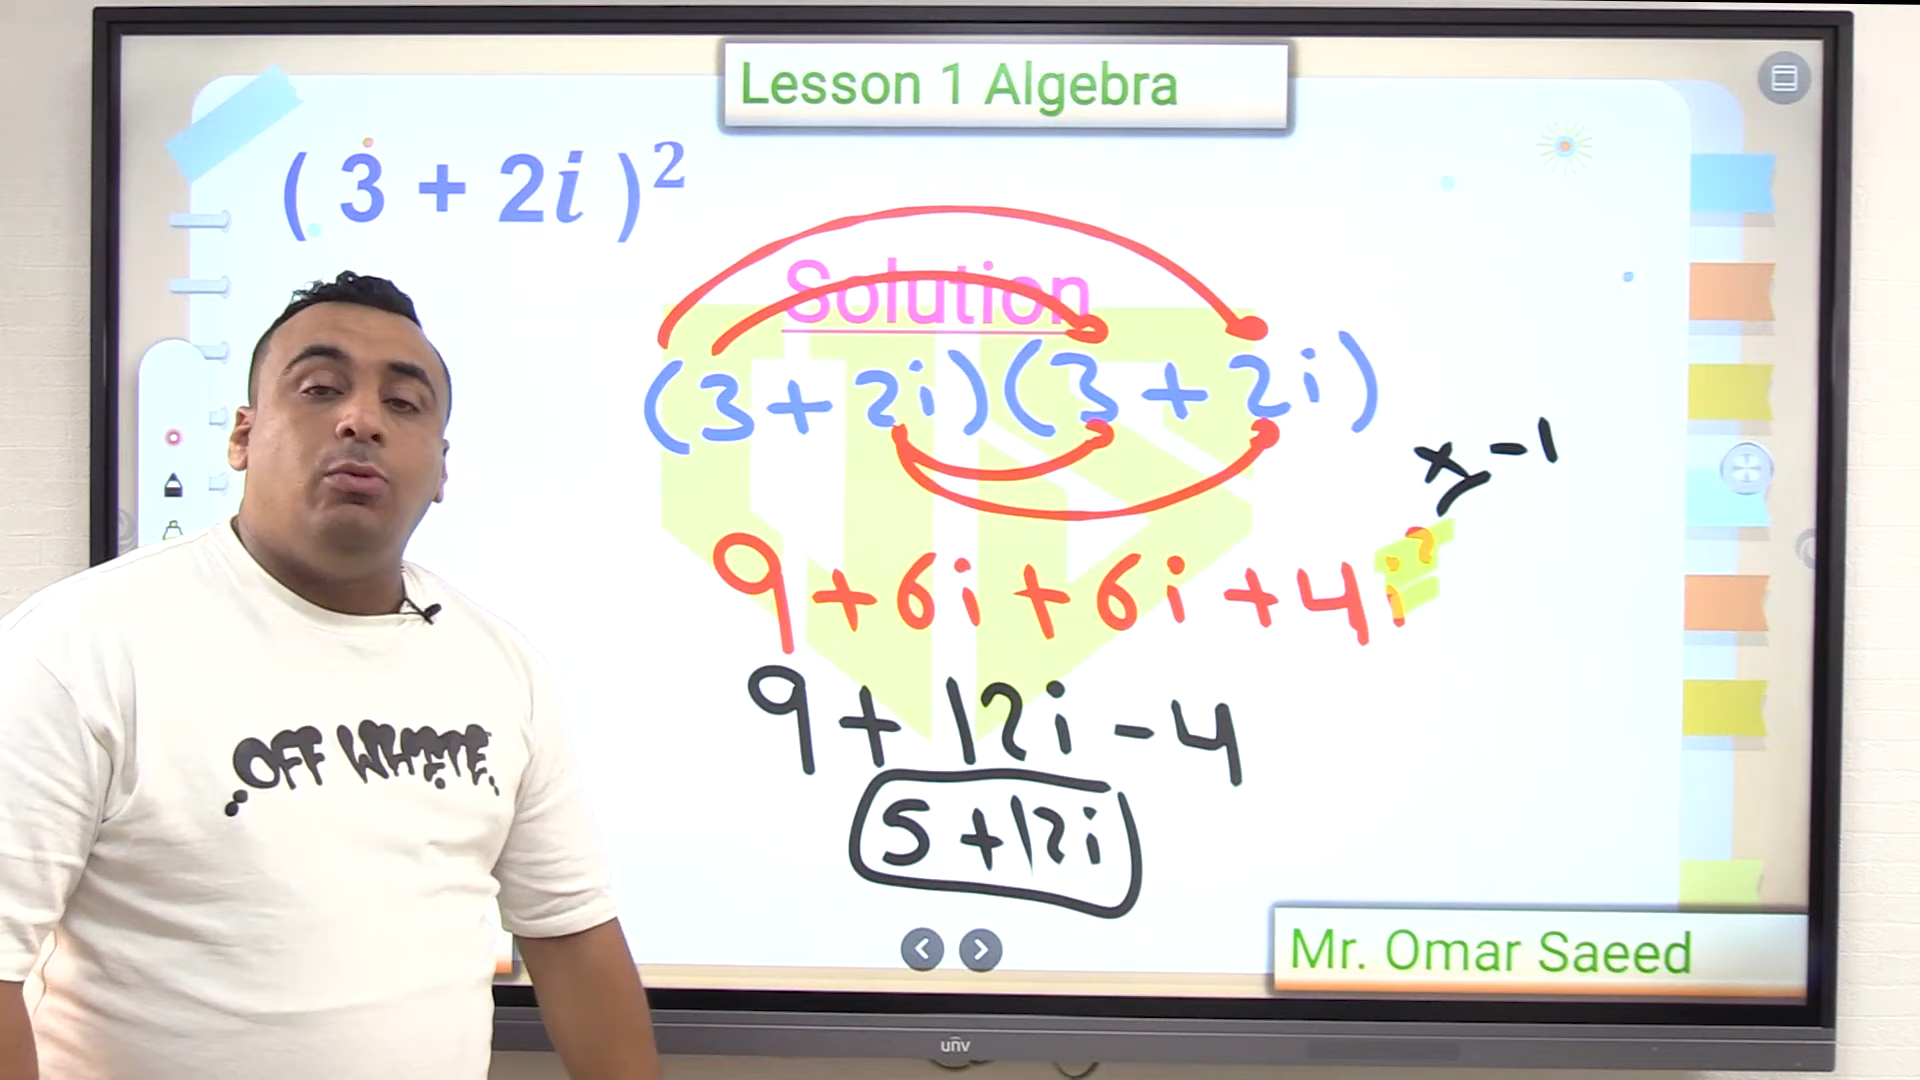 Lesson 1 Algebra
( 3 + 2i )²
Solution
(3+2i)(3+2i)
x -1
9+6i+6i+4i²
9+12i-4
5+12i
OFF WHITE
Mr. Omar Saeed
unv